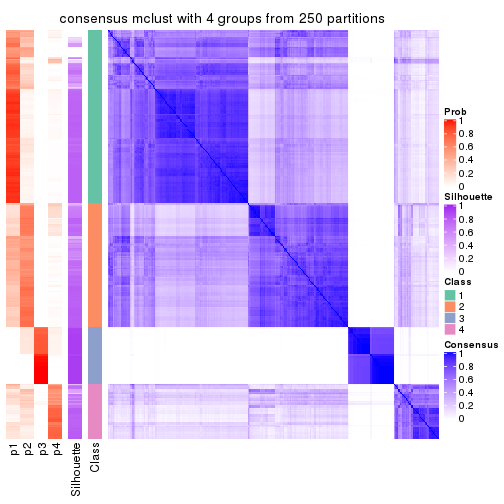 consensus mclust with 4 groups from 250 partitions
Prob
1
0.8
0.6
0.4
0.2
0
Silhouette
1
0.8
0.6
0.4
0.2
0
Class
1
2
3
4
Consensus
1
0.8
0.6
0.4
0.2
0
p1
p2
p3
p4
Silhouette
Class